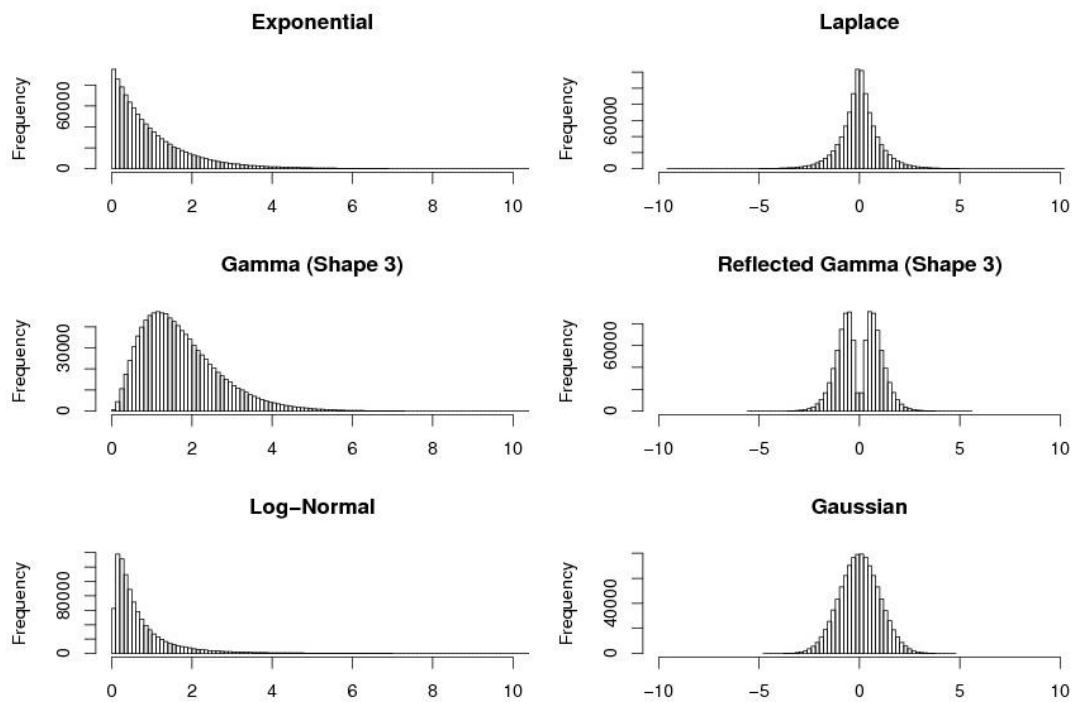 Exponential
Frequency
0 60000
0 2 4 6 8 10
Laplace
Frequency
0 60000
−10 −5 0 5 10
Gamma (Shape 3)
Frequency
0 30000
0 2 4 6 8 10
Reflected Gamma (Shape 3)
Frequency
0 60000
−10 −5 0 5 10
Log−Normal
Frequency
0 80000
0 2 4 6 8 10
Gaussian
Frequency
0 40000
−10 −5 0 5 10